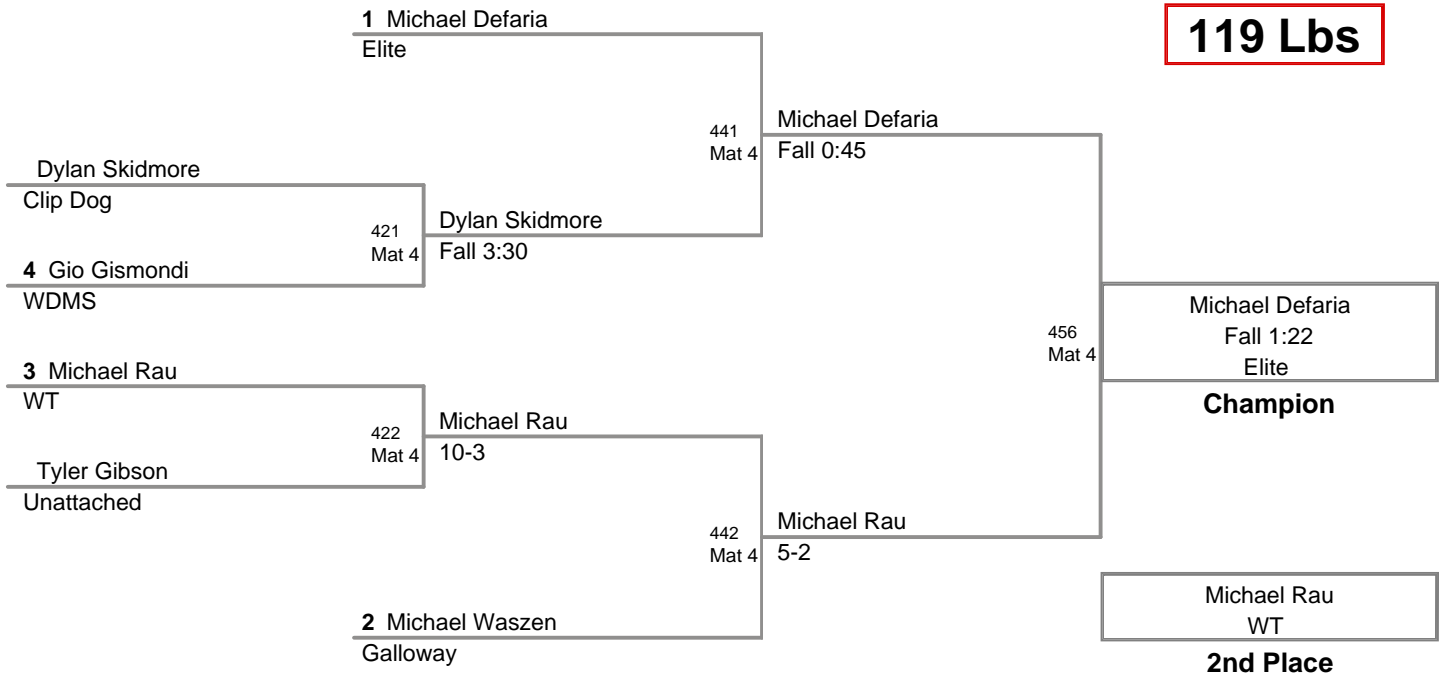 1 Michael Defaria
Elite
119 Lbs
441
Mat 4
Michael Defaria
Fall 0:45
Dylan Skidmore
Clip Dog
421
Mat 4
Dylan Skidmore
Fall 3:30
4 Gio Gismondi
WDMS
456
Mat 4
Michael Defaria
Fall 1:22
Elite
Champion
3 Michael Rau
WT
422
Mat 4
Michael Rau
10-3
Tyler Gibson
Unattached
442
Mat 4
Michael Rau
5-2
2 Michael Waszen
Galloway
Michael Rau
WT
2nd Place